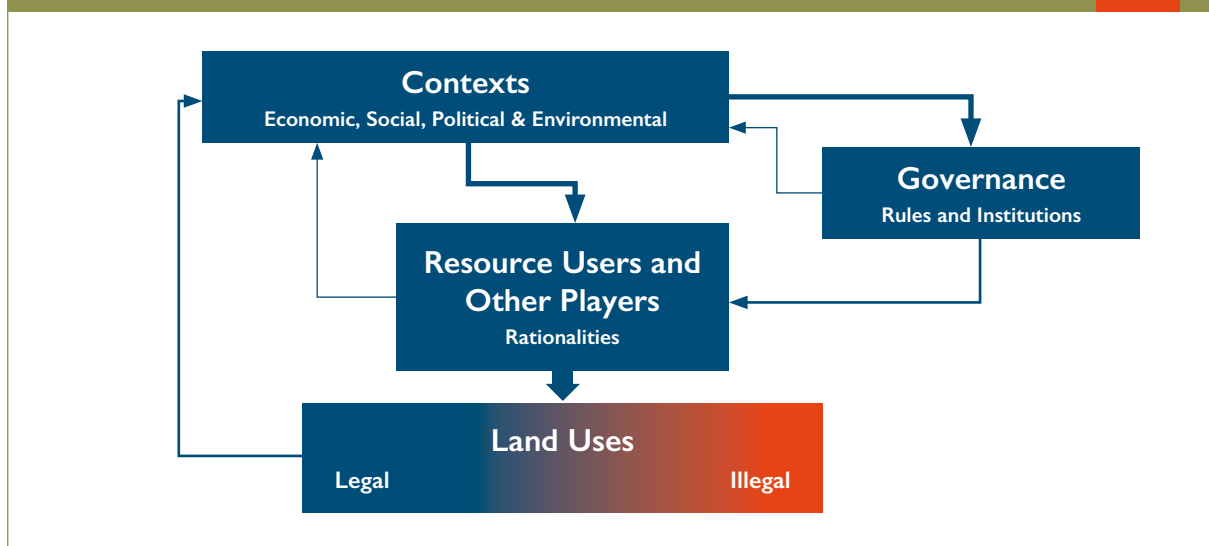 Contexts
Economic, Social, Political & Environmental
Governance
Rules and Institutions
Resource Users and
Other Players
Rationalities
Land Uses
Legal
Illegal